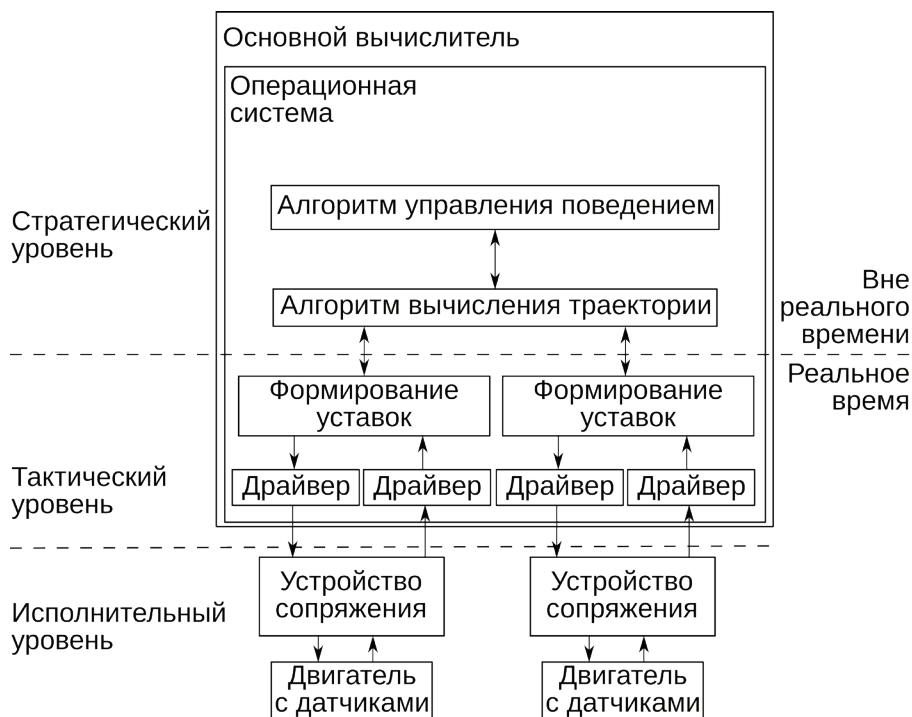 Основной вычислитель
Операционная
система
Стратегический
уровень
Алгоритм управления поведением
Алгоритм вычисления траектории
Вне
реального
времени
Реальное
время
Формирование
уставок
Формирование
уставок
Тактический
уровень
Драйвер
Драйвер
Драйвер
Драйвер
Исполнительный
уровень
Устройство
сопряжения
Устройство
сопряжения
Двигатель
с датчиками
Двигатель
с датчиками